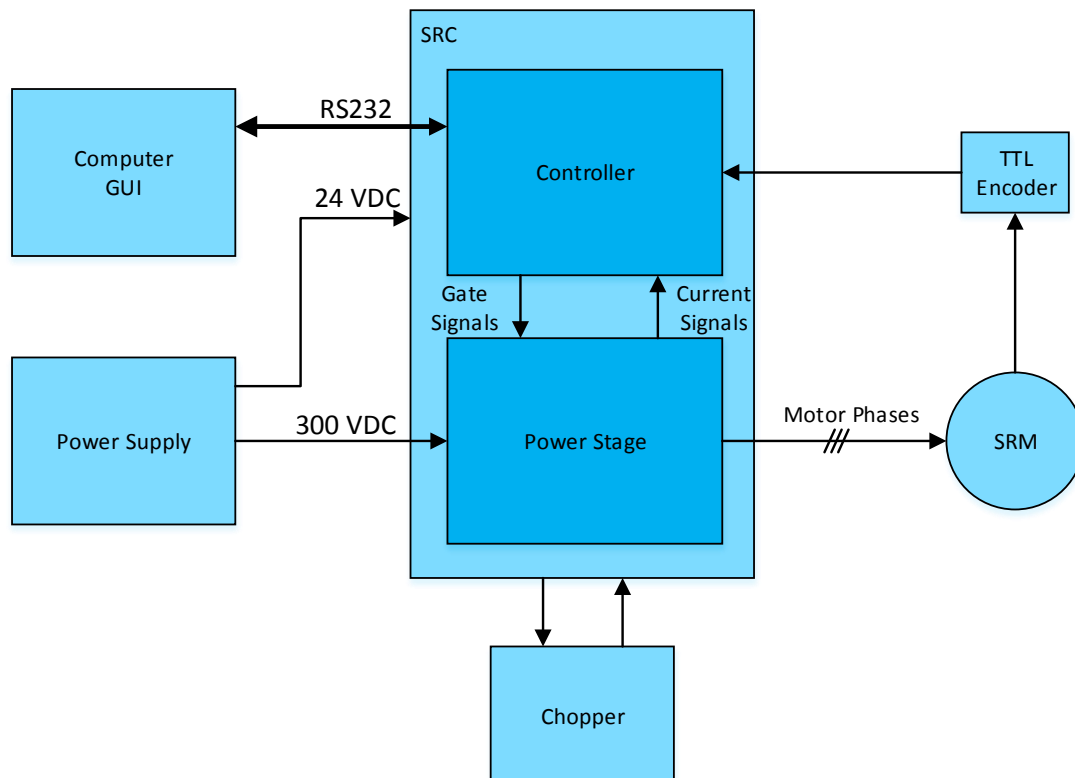 SRC
RS232
Computer
GUI
Controller
TTL
Encoder
24 VDC
Gate
Signals
Current
Signals
Power Supply
300 VDC
Power Stage
Motor Phases
SRM
Chopper